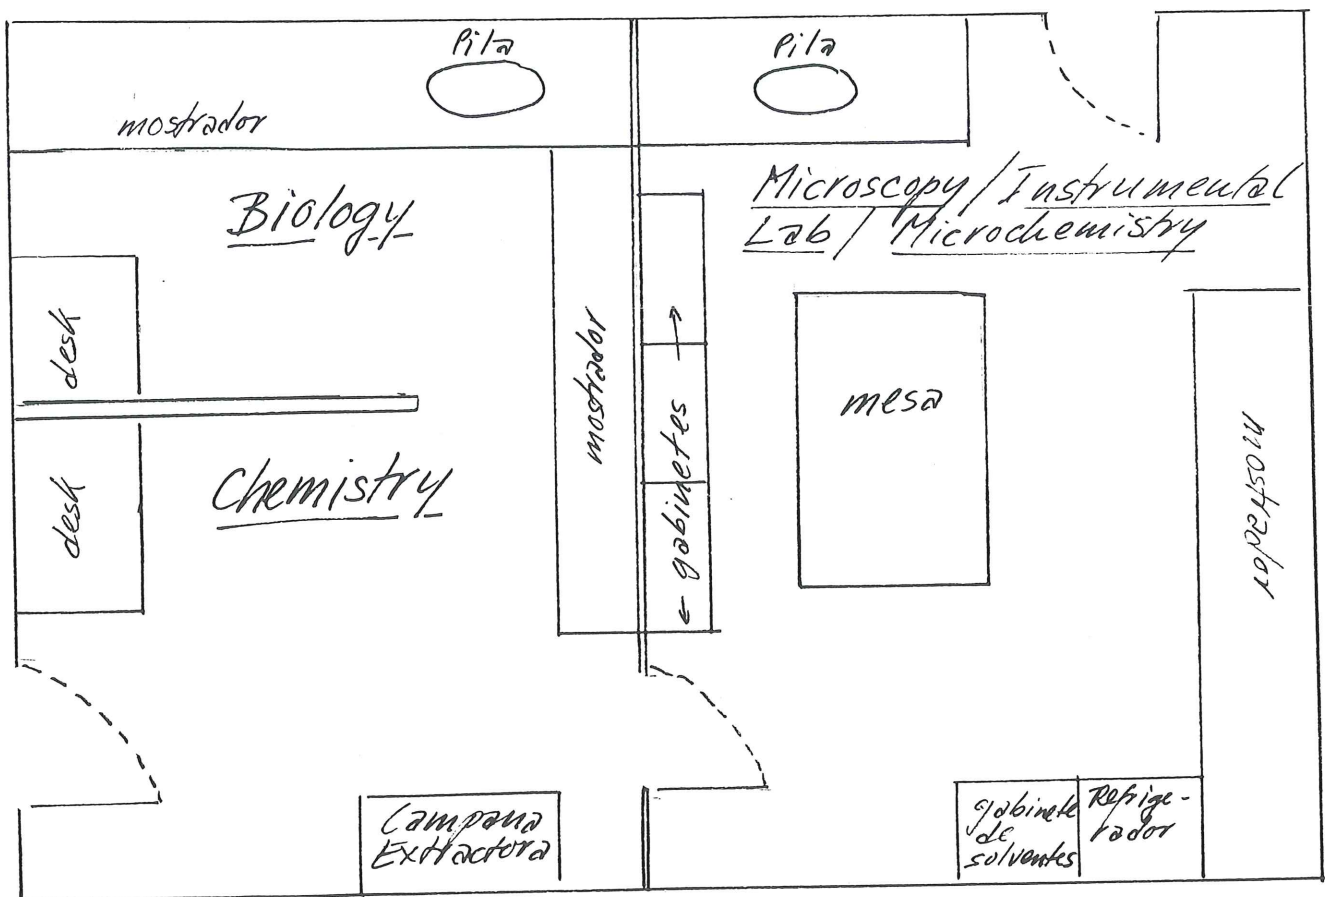 Pila
mostrador
Biology
desk
desk
Chemistry
mostrador
Campana
Extractora
Pila
Microscopy / Instrumental
Lab / Microchemistry
← gabinetes →
mesa
mostrador
gabinete
de
solventes
Refrige-
rador